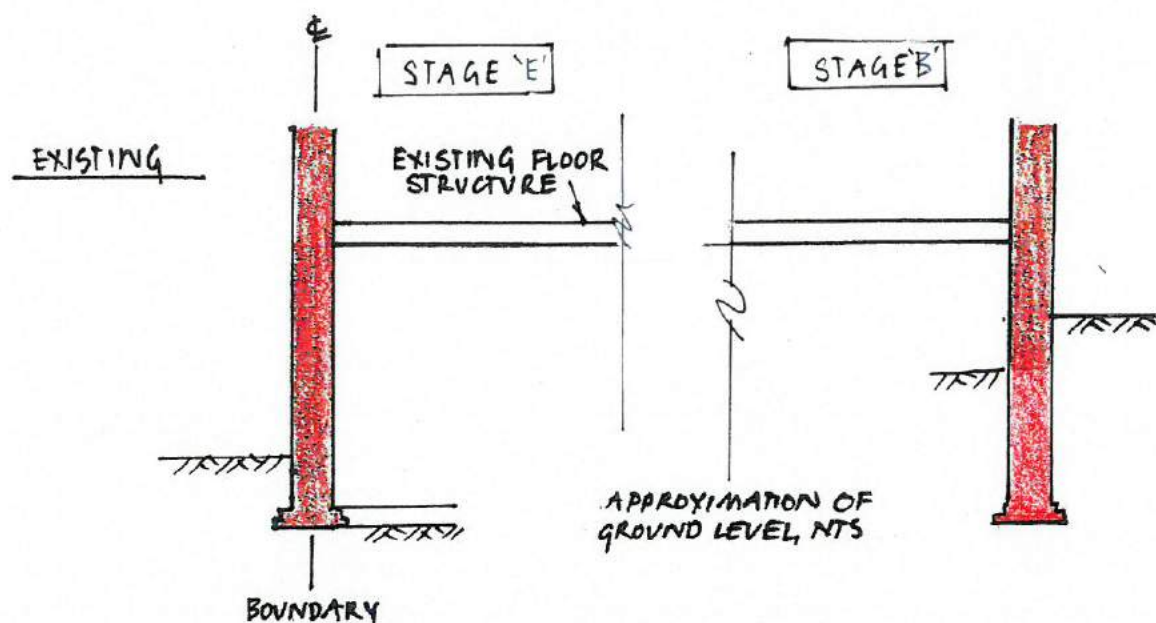 ℄
STAGE 'E'
STAGE 'B'
EXISTING
EXISTING FLOOR
STRUCTURE
APPROXIMATION OF
GROUND LEVEL, NTS
BOUNDARY